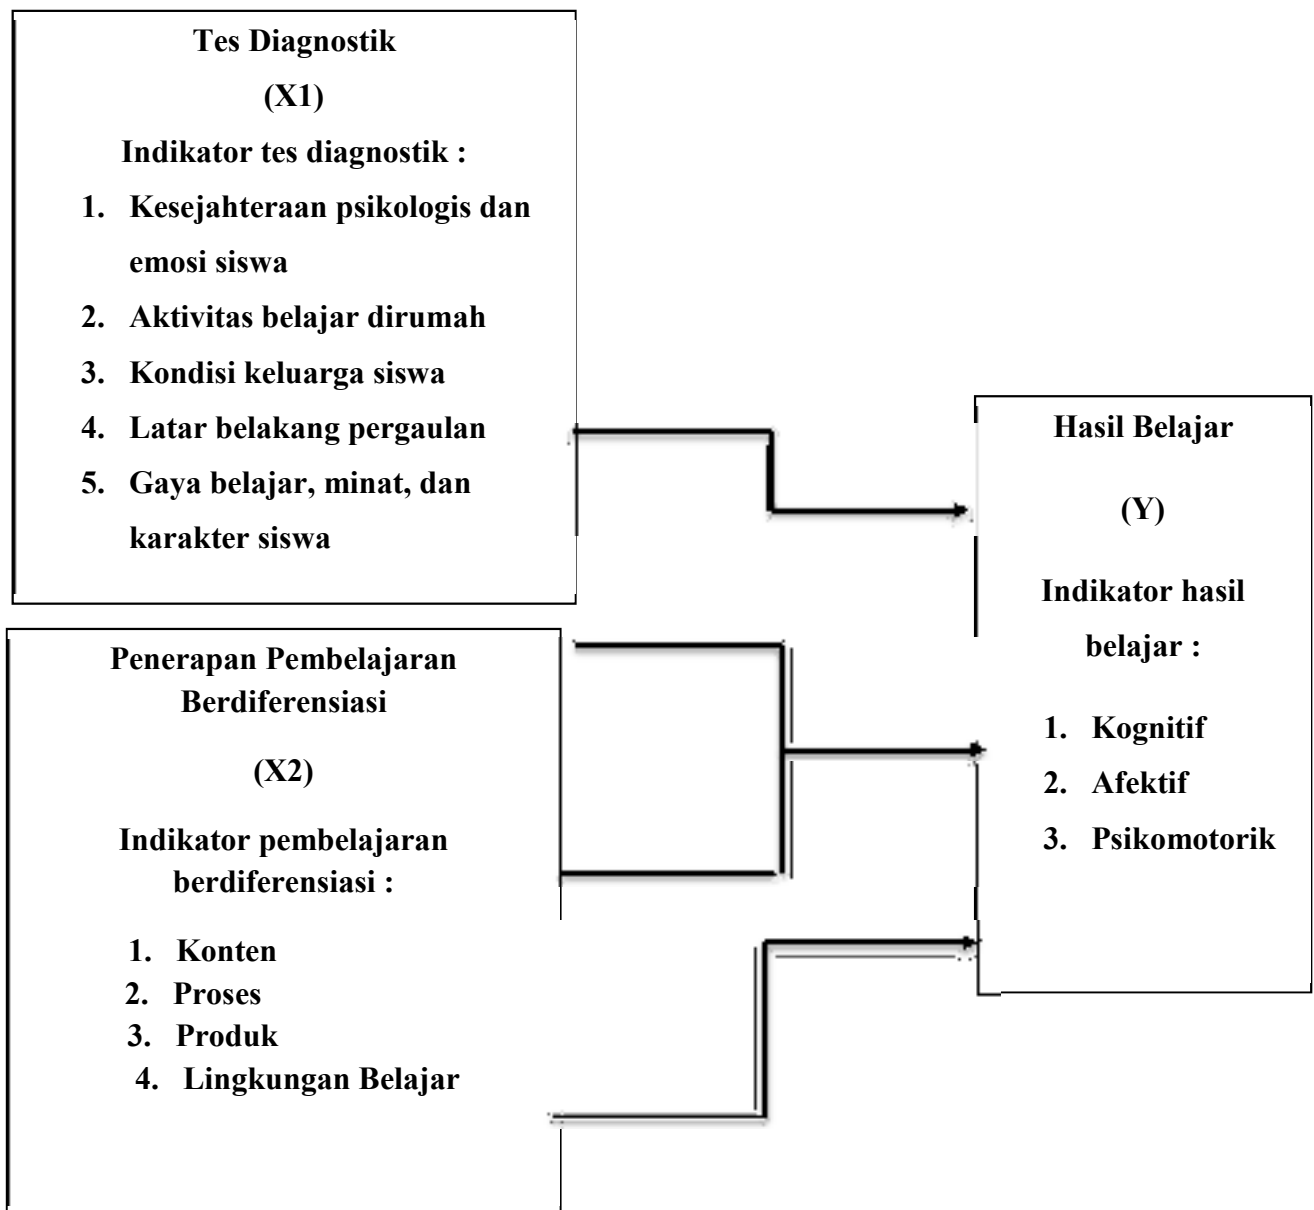 Tes Diagnostik
(X1)
Indikator tes diagnostik :
1. Kesejahteraan psikologis dan
emosi siswa
2. Aktivitas belajar dirumah
3. Kondisi keluarga siswa
4. Latar belakang pergaulan
5. Gaya belajar, minat, dan
karakter siswa
Penerapan Pembelajaran
Berdiferensiasi
(X2)
Indikator pembelajaran
berdiferensiasi :
1. Konten
2. Proses
3. Produk
4. Lingkungan Belajar
Hasil Belajar
(Y)
Indikator hasil
belajar :
1. Kognitif
2. Afektif
3. Psikomotorik